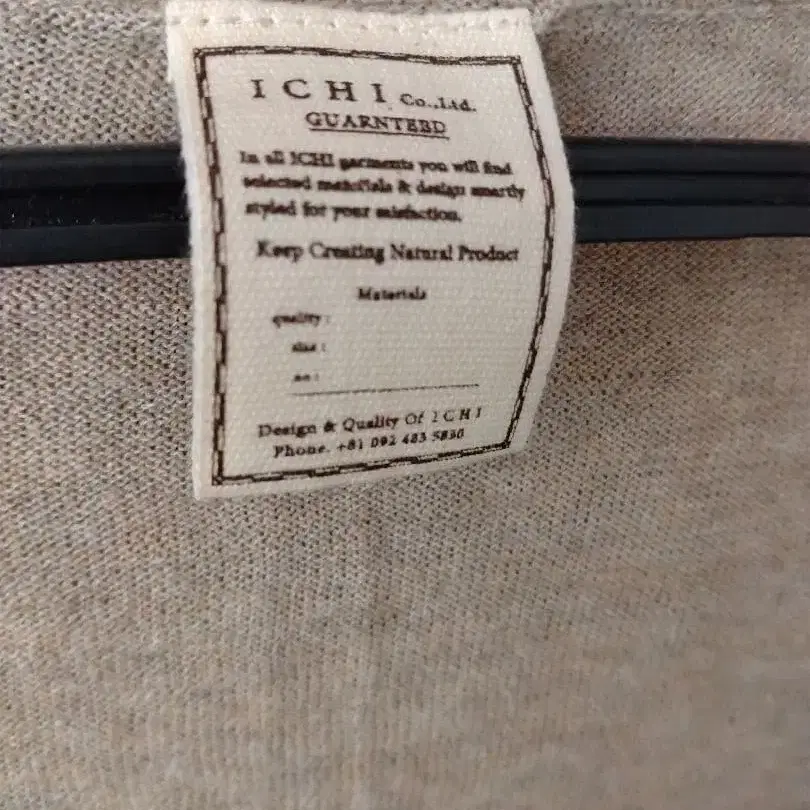 ICHI Co.,Ltd.
GUARNTEED
In all ICHI garments you will find
selected materials & design smartly
styled for your satisfaction.
Keep Creating Natural Product
Materials
quality :
size :
no :
Design & Quality Of ICHI
Phone. +81 092 483 5830